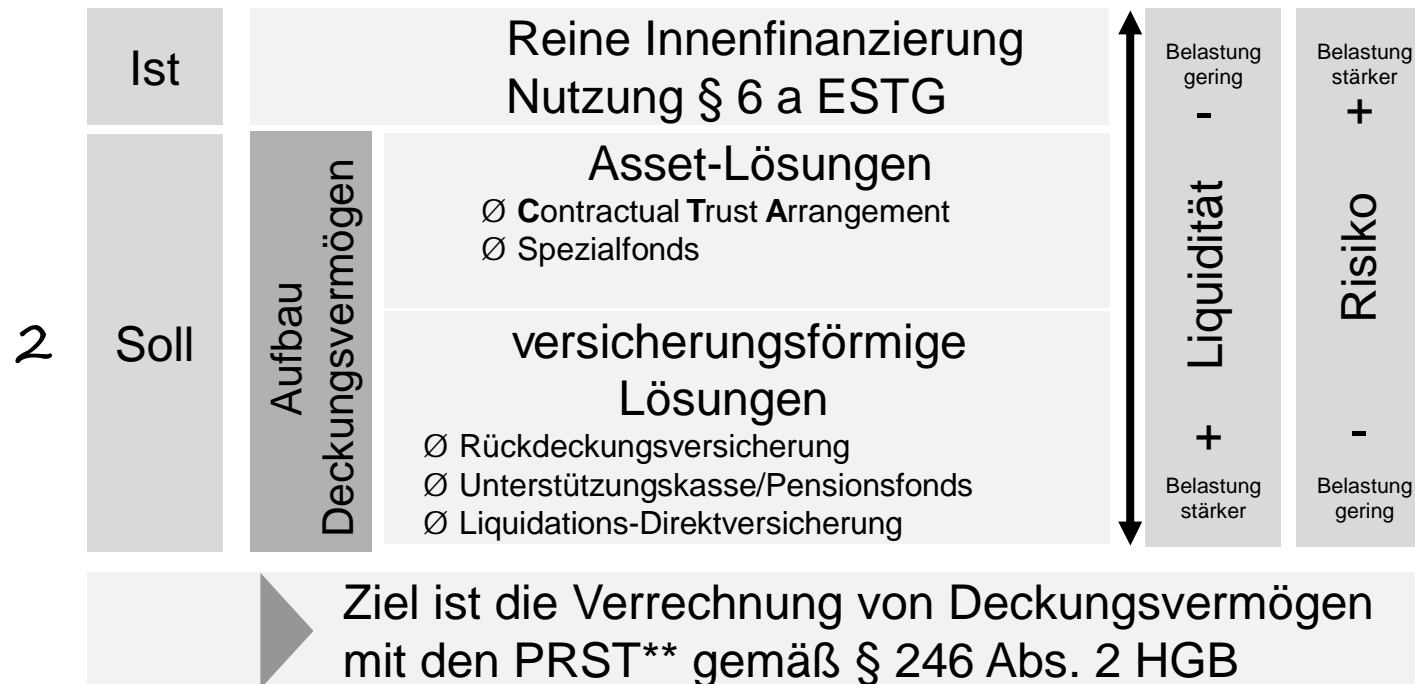 Ist
Reine Innenfinanzierung
Nutzung § 6 a ESTG
2
Soll
Aufbau
Deckungsvermögen
Asset-Lösungen
Ø Contractual Trust Arrangement
Ø Spezialfonds
versicherungsförmige
Lösungen
Ø Rückdeckungsversicherung
Ø Unterstützungskasse/Pensionsfonds
Ø Liquidations-Direktversicherung
Belastung
gering
-
Liquidität
+
Belastung
stärker
Belastung
stärker
+
Risiko
-
Belastung
gering
Ziel ist die Verrechnung von Deckungsvermögen
mit den PRST** gemäß § 246 Abs. 2 HGB